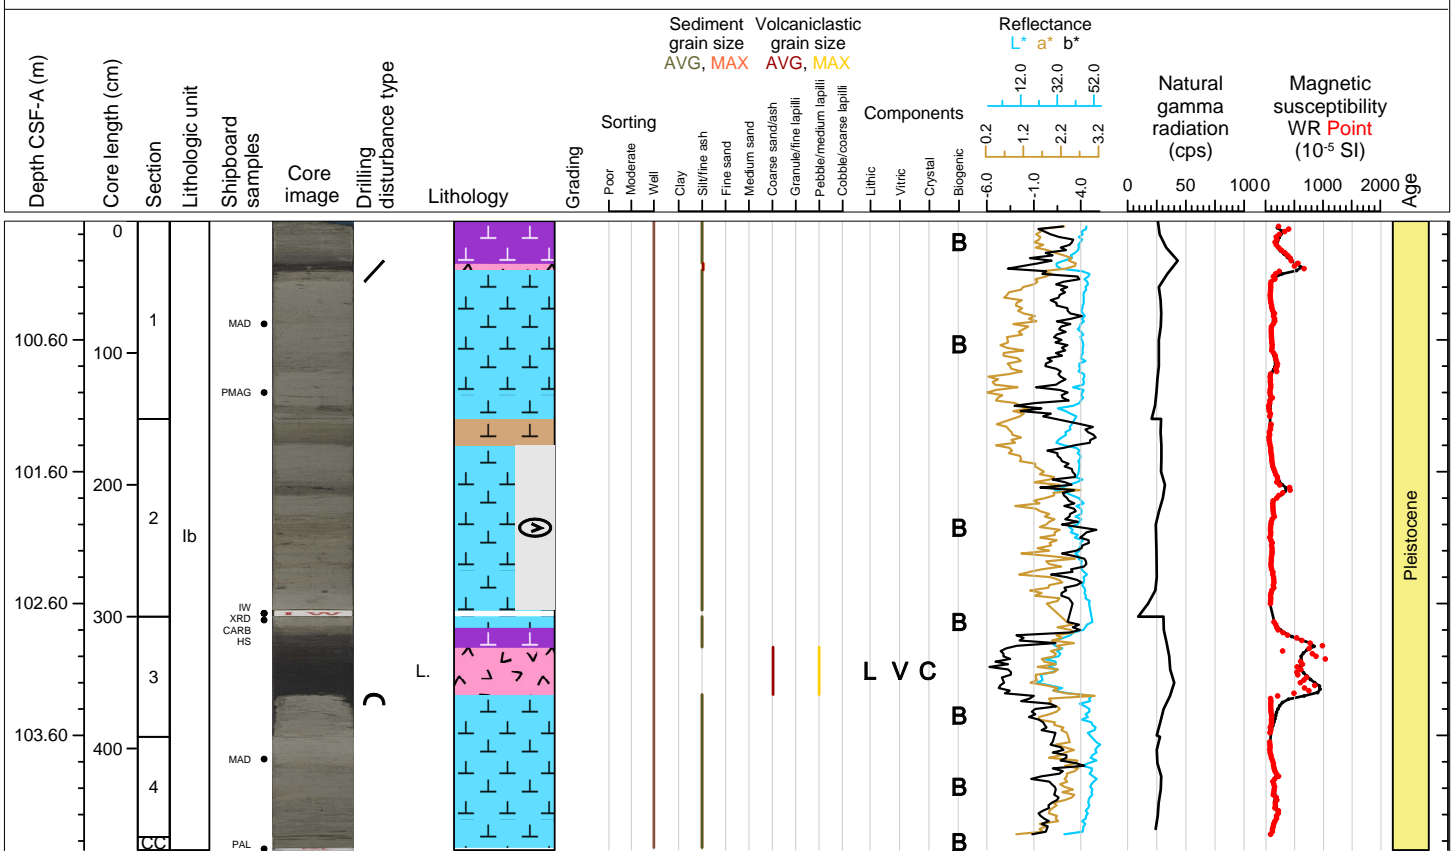 Depth CSF-A (m)
Core length (cm)
Section
Lithologic unit
Shipboard
samples
Core
image
Drilling
disturbance type
Lithology
Grading
Sorting
Poor
Moderate
Well
Sediment
grain size
AVG, MAX
Volcaniclastic
grain size
AVG, MAX
Clay
Silt/fine ash
Fine sand
Medium sand
Coarse sand/ash
Granule/fine lapilli
Pebble/medium lapilli
Cobble/coarse lapilli
Components
Lithic
Vitric
Crystal
Biogenic
Reflectance
L* a* b*
12.0 32.0 52.0
0.2 1.2 2.2 3.2
-6.0 -1.0 4.0
Natural
gamma
radiation
(cps)
0 50 100
Magnetic
susceptibility
WR Point
(10-5 SI)
0 1000 2000
Age
0
B
1
MAD
100.60
B
100
PMAG
101.60
200
2
B
Ib
Pleistocene
102.60
IW
IW
300
XRD
B
CARB
HS
3
L.
L V C
B
103.60
400
MAD
4
B
CC
PAL
B